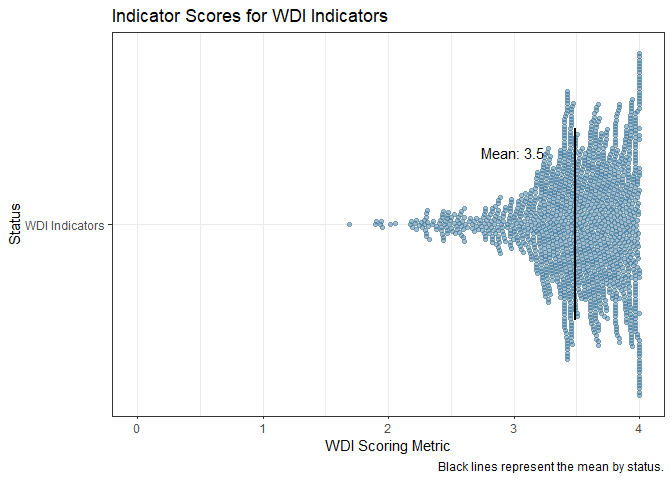 Indicator Scores for WDI Indicators
Mean: 3.5
Status
WDI Indicators
0 1 2 3 4
WDI Scoring Metric
Black lines represent the mean by status.